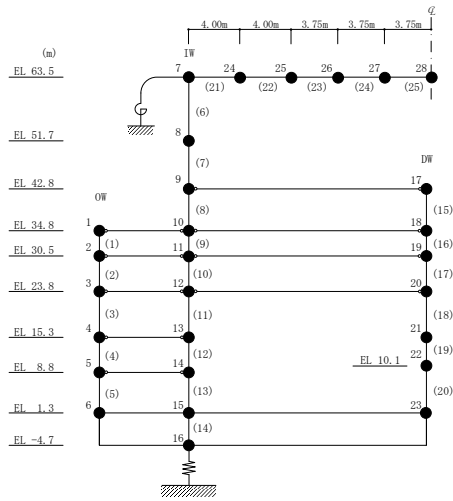 ℄
4.00m 4.00m 3.75m 3.75m 3.75m
(m) IW
7 24 25 26 27 28
EL 63.5
(21) (22) (23) (24) (25)
(6)
EL 51.7 8
(7) DW
EL 42.8 9 17
OW (8) (15)
EL 34.8 1 10 18
(1) (9) (16)
EL 30.5 2 11 19
(2) (10) (17)
EL 23.8 3 12 20
(3) (11) (18)
EL 15.3 4 13 21
(4) (12) (19)
EL 10.1 22
EL 8.8 5 14
(5) (13) (20)
EL 1.3 6 15 23
(14)
EL -4.7 16